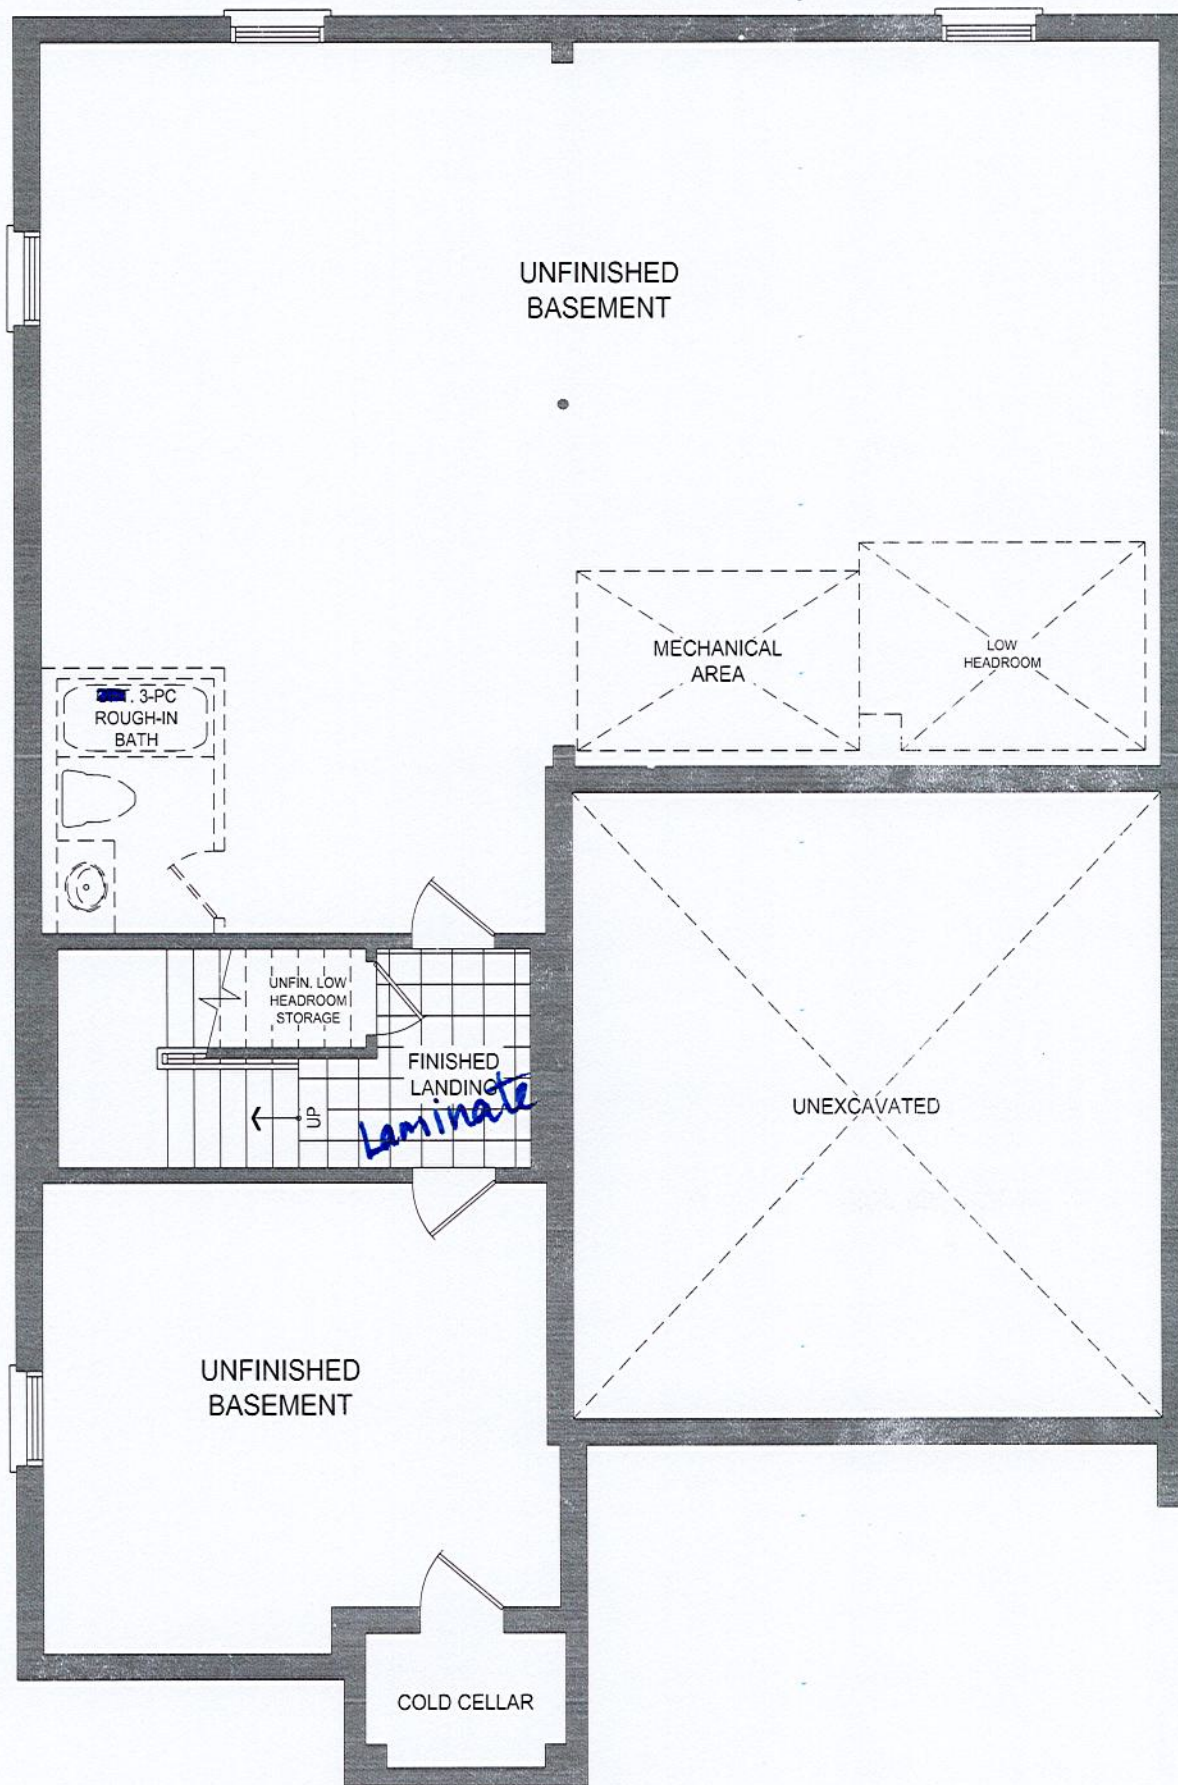 UNFINISHED
BASEMENT
MECHANICAL
AREA
LOW
HEADROOM
3-PC
ROUGH-IN
BATH
UNFIN. LOW
HEADROOM
STORAGE
FINISHED
LANDING
Laminate
UP
UNEXCAVATED
UNFINISHED
BASEMENT
COLD CELLAR